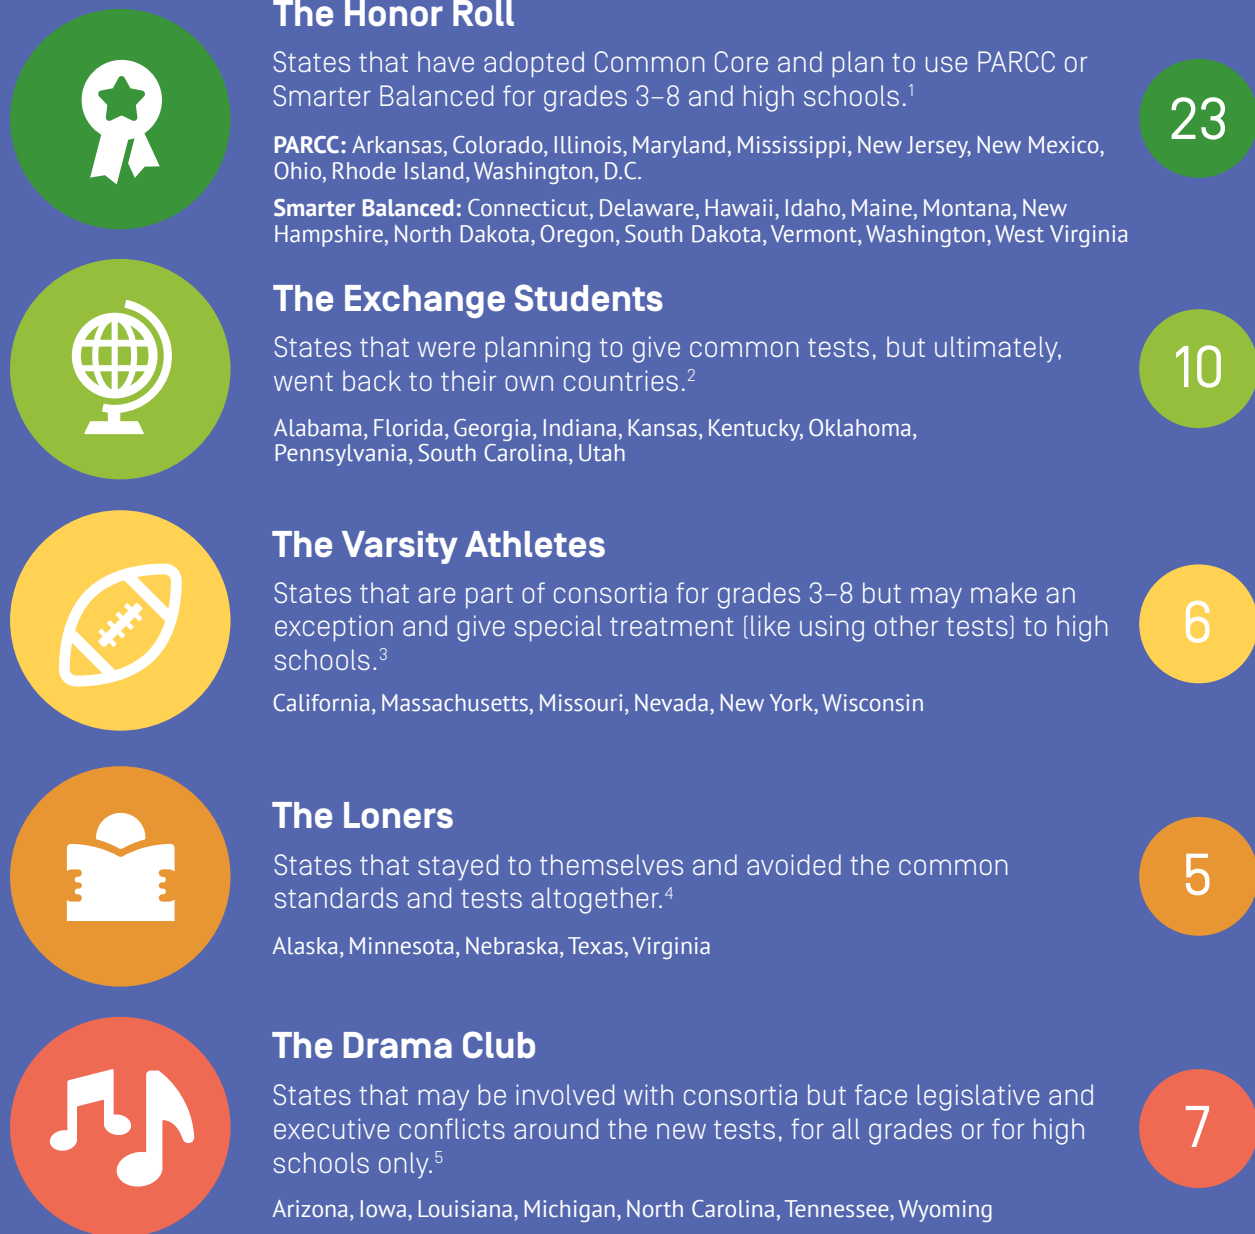 The Honor Roll
States that have adopted Common Core and plan to use PARCC or
Smarter Balanced for grades 3–8 and high schools.¹
23
PARCC: Arkansas, Colorado, Illinois, Maryland, Mississippi, New Jersey, New Mexico,
Ohio, Rhode Island, Washington, D.C.
Smarter Balanced: Connecticut, Delaware, Hawaii, Idaho, Maine, Montana, New
Hampshire, North Dakota, Oregon, South Dakota, Vermont, Washington, West Virginia
The Exchange Students
States that were planning to give common tests, but ultimately,
went back to their own countries.²
10
Alabama, Florida, Georgia, Indiana, Kansas, Kentucky, Oklahoma,
Pennsylvania, South Carolina, Utah
The Varsity Athletes
States that are part of consortia for grades 3–8 but may make an
exception and give special treatment (like using other tests) to high
schools.³
6
California, Massachusetts, Missouri, Nevada, New York, Wisconsin
The Loners
States that stayed to themselves and avoided the common
standards and tests altogether.⁴
5
Alaska, Minnesota, Nebraska, Texas, Virginia
The Drama Club
States that may be involved with consortia but face legislative and
executive conflicts around the new tests, for all grades or for high
schools only.⁵
7
Arizona, Iowa, Louisiana, Michigan, North Carolina, Tennessee, Wyoming